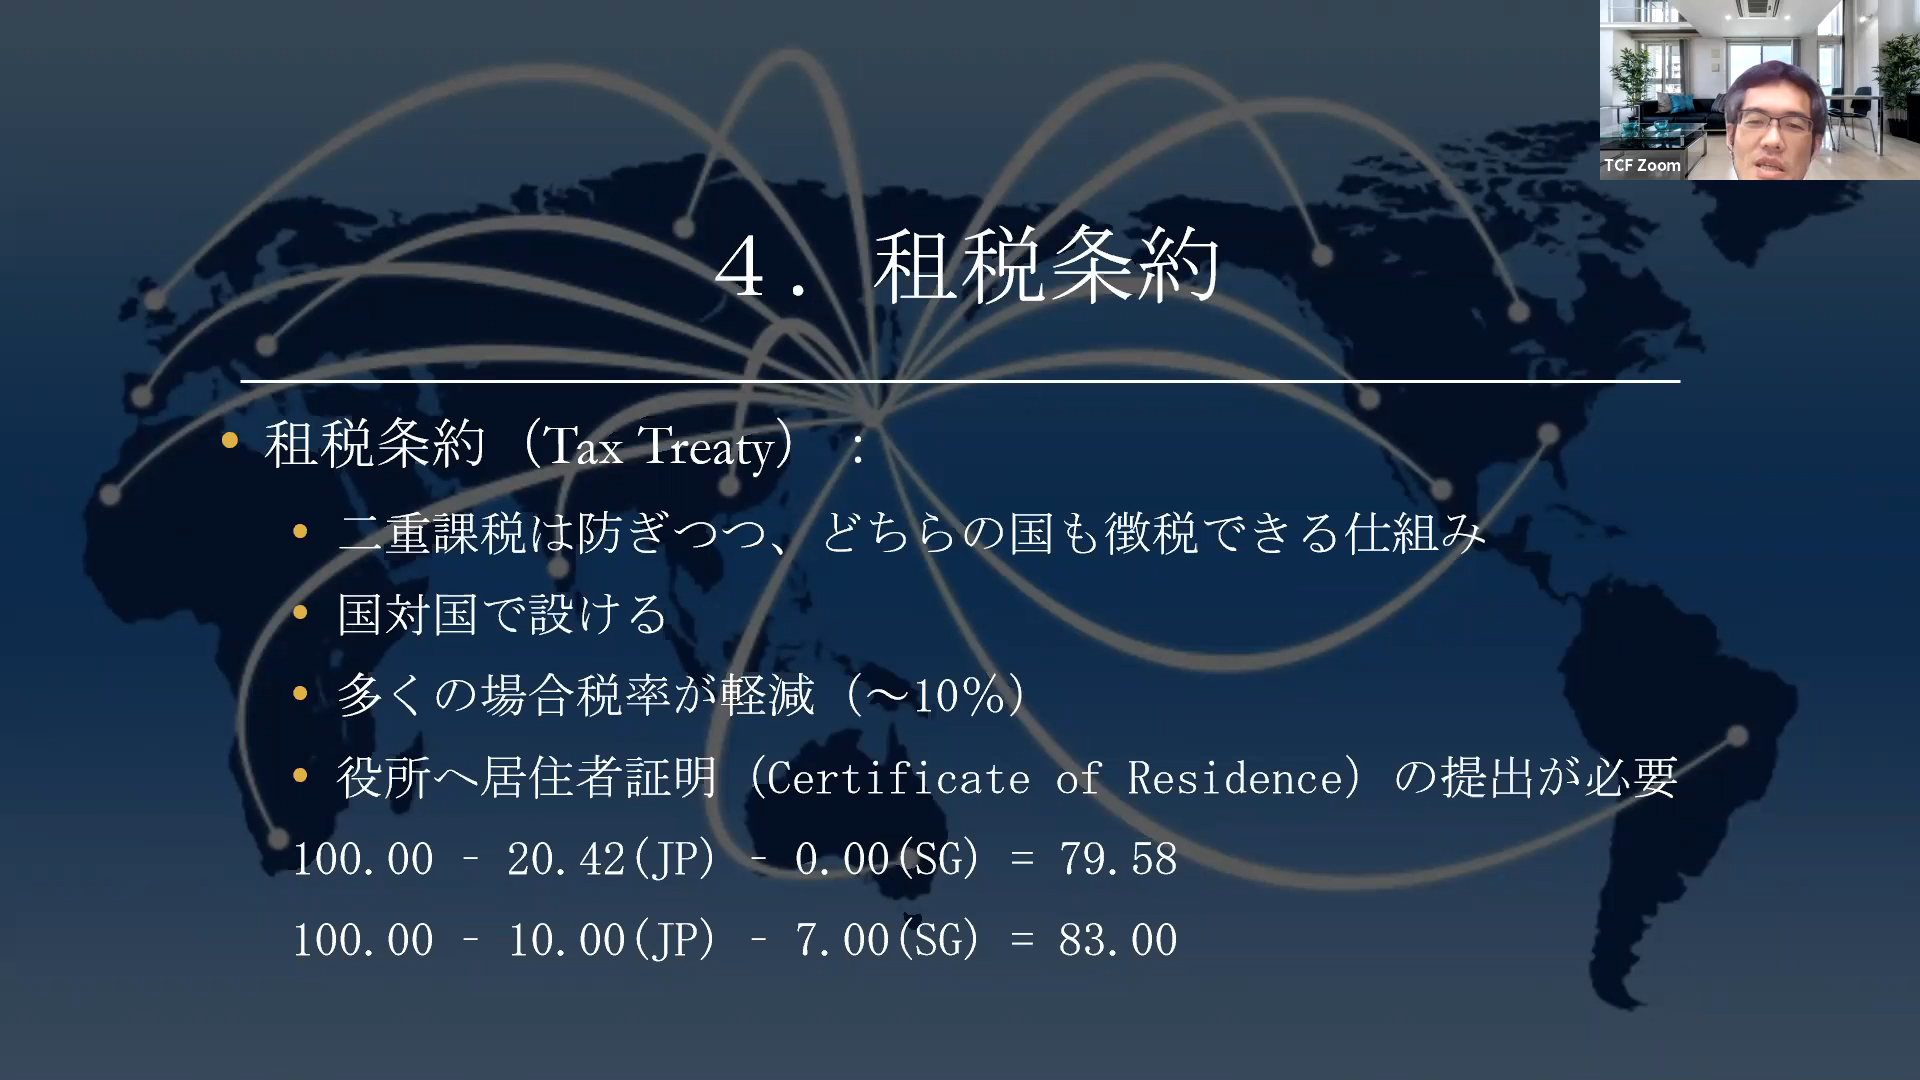 TCF Zoom
４．租税条約
租税条約（Tax Treaty）：
二重課税は防ぎつつ、どちらの国も徴税できる仕組み
国対国で設ける
多くの場合税率が軽減（～10％）
役所へ居住者証明（Certificate of Residence）の提出が必要
100.00 - 20.42(JP) - 0.00(SG) = 79.58
100.00 - 10.00(JP) - 7.00(SG) = 83.00